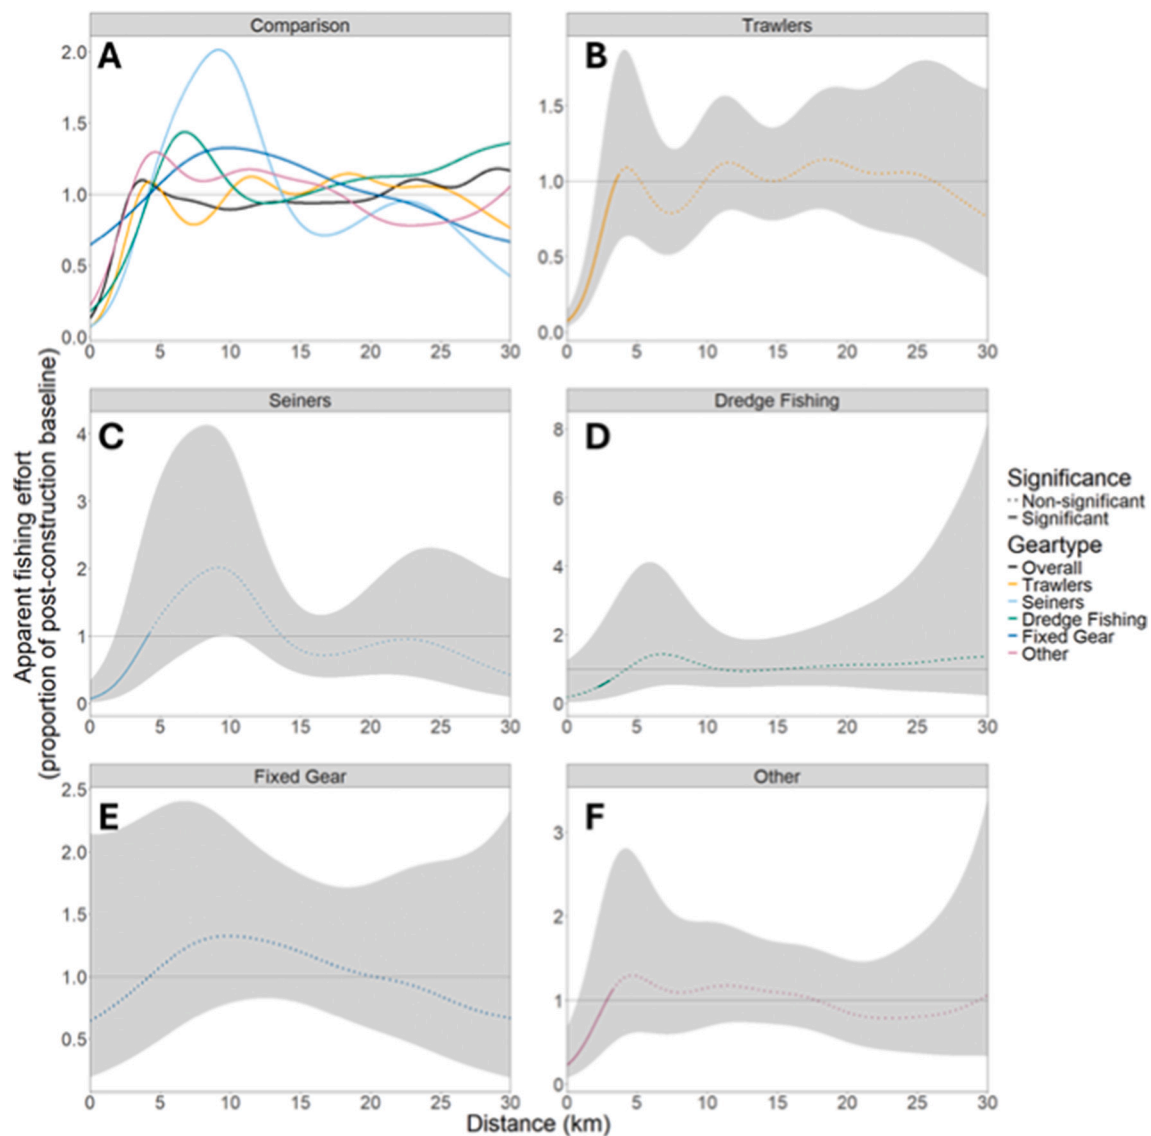 Comparison
Trawlers
A
B
2.0
1.5
1.0
0.5
0.0
1.5
1.0
0.5
0.0
0 5 10 15 20 25 30
0 5 10 15 20 25 30
Seiners
Dredge Fishing
C
D
4
3
2
1
0
8
6
4
2
0
0 5 10 15 20 25 30
0 5 10 15 20 25 30
Fixed Gear
Other
E
F
2.5
2.0
1.5
1.0
0.5
3
2
1
0
0 5 10 15 20 25 30
0 5 10 15 20 25 30
Apparent fishing effort
(proportion of post-construction baseline)
Distance (km)
Significance
Non-significant
Significant
Geartype
Overall
Trawlers
Seiners
Dredge Fishing
Fixed Gear
Other